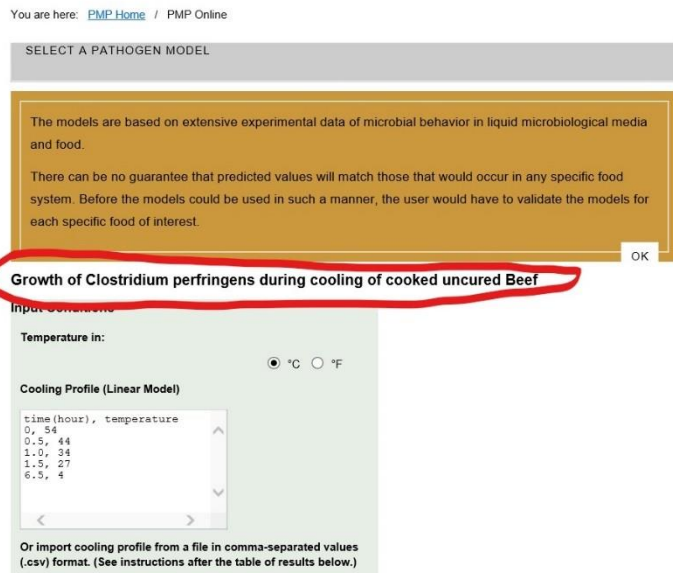 You are here: PMP Home / PMP Online
SELECT A PATHOGEN MODEL
The models are based on extensive experimental data of microbial behavior in liquid microbiological media
and food.
There can be no guarantee that predicted values will match those that would occur in any specific food
system. Before the models could be used in such a manner, the user would have to validate the models for
each specific food of interest.
OK
Growth of Clostridium perfringens during cooling of cooked uncured Beef
Input Conditions
Temperature in:
°C °F
Cooling Profile (Linear Model)
time(hour), temperature
0, 54
0.5, 44
1.0, 34
1.5, 27
6.5, 4
Or import cooling profile from a file in comma-separated values
(.csv) format. (See instructions after the table of results below.)